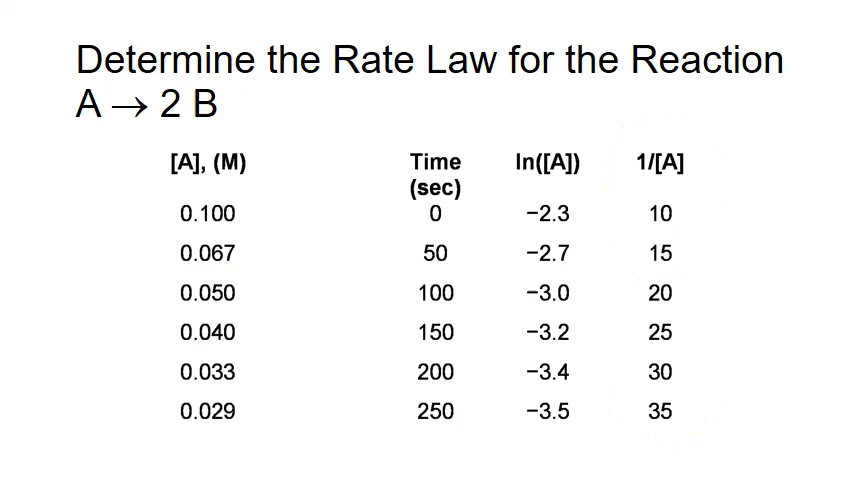 Determine the Rate Law for the Reaction
A → 2 B
[A], (M) Time (sec) ln([A]) 1/[A]
0.100 0 −2.3 10
0.067 50 −2.7 15
0.050 100 −3.0 20
0.040 150 −3.2 25
0.033 200 −3.4 30
0.029 250 −3.5 35